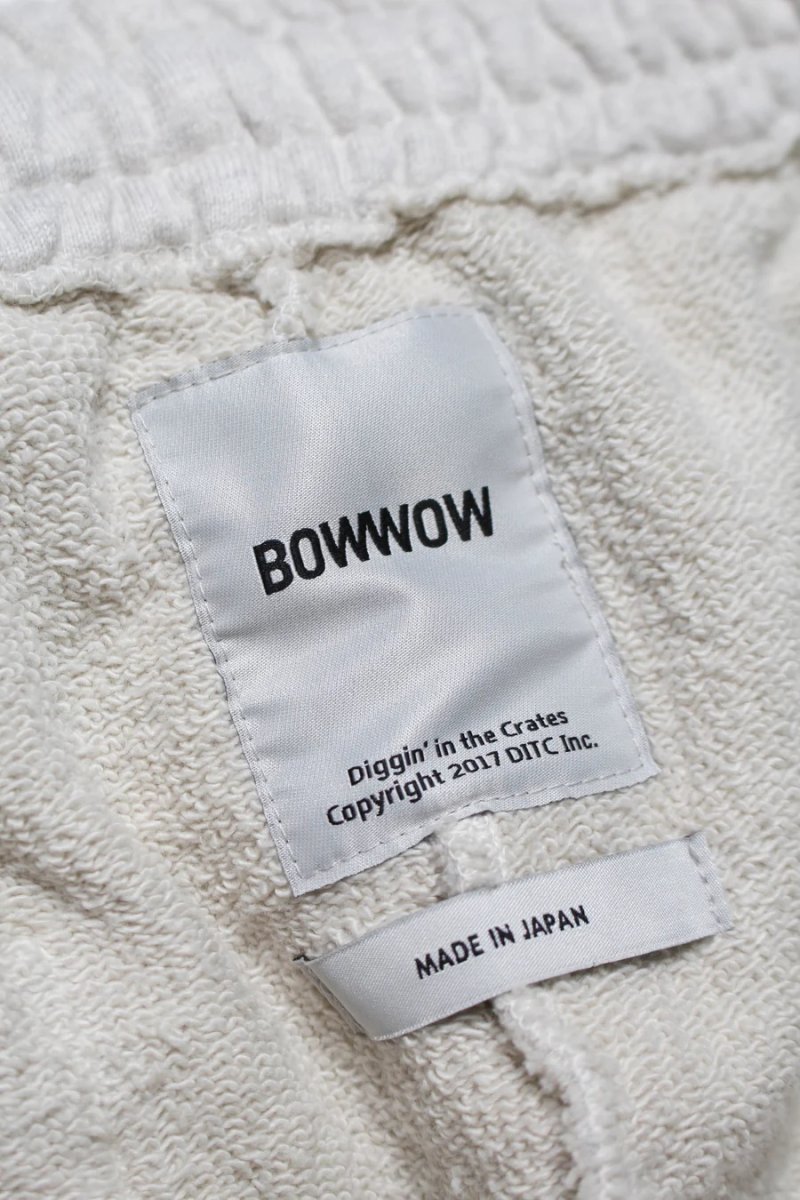 BOWWOW
Diggin' in the Crates
Copyright 2017 DITC Inc.
MADE IN JAPAN